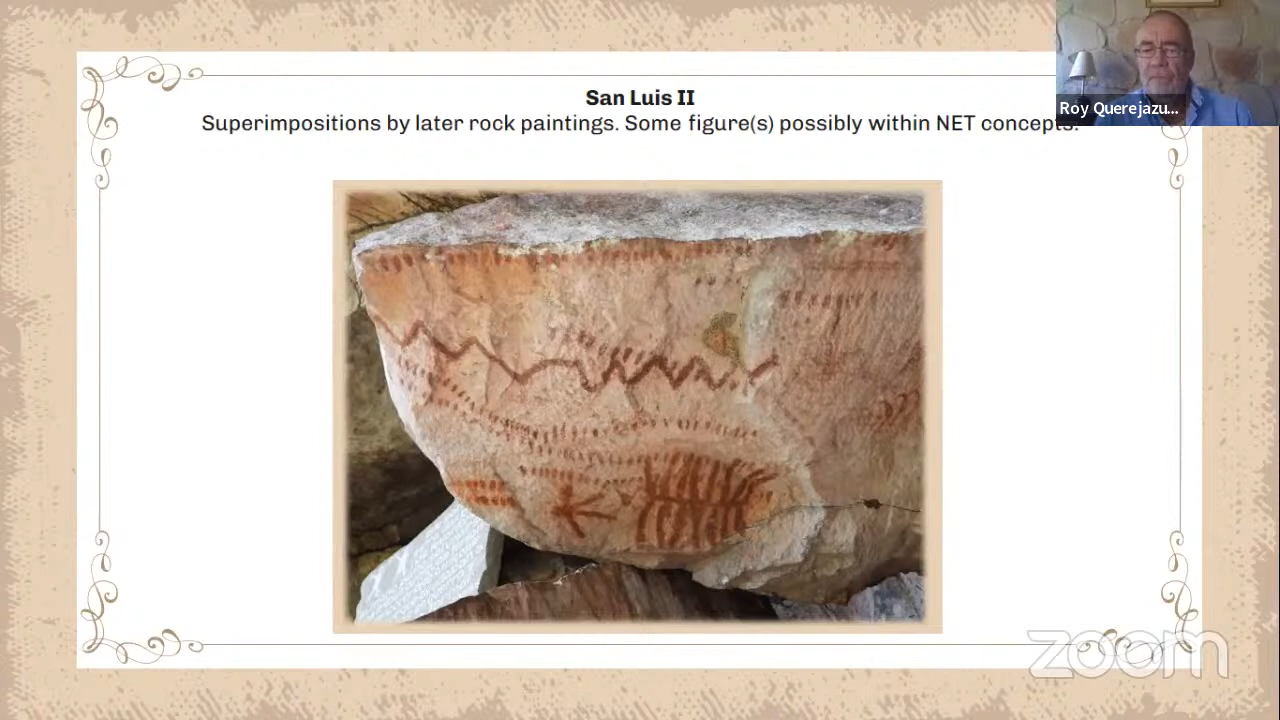 San Luis II
Superimpositions by later rock paintings. Some figure(s) possibly within NET concepts.
Roy Querejazu...
zoom